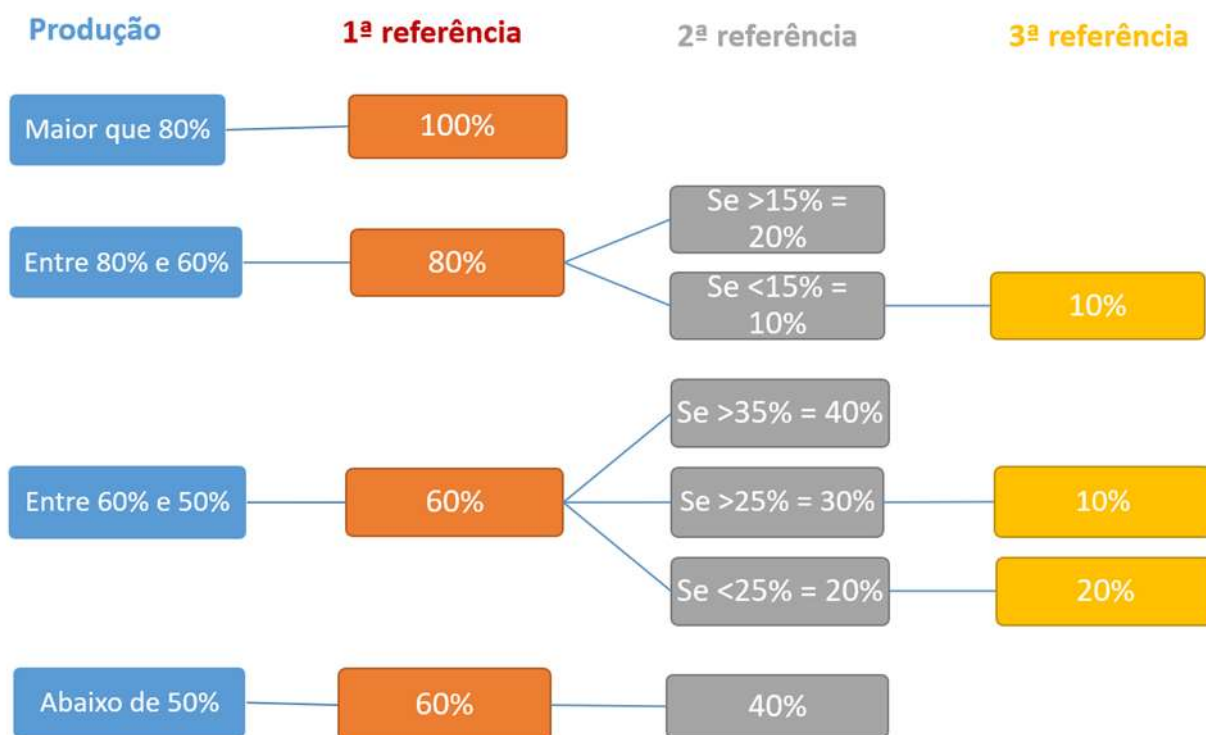 Produção 1ª referência 2ª referência 3ª referência
Maior que 80% 100%
Se >15% =
20%
Entre 80% e 60% 80%
Se <15% =
10%
10%
Se >35% = 40%
Entre 60% e 50% 60% Se >25% = 30% 10%
Se <25% = 20% 20%
Abaixo de 50% 60% 40%